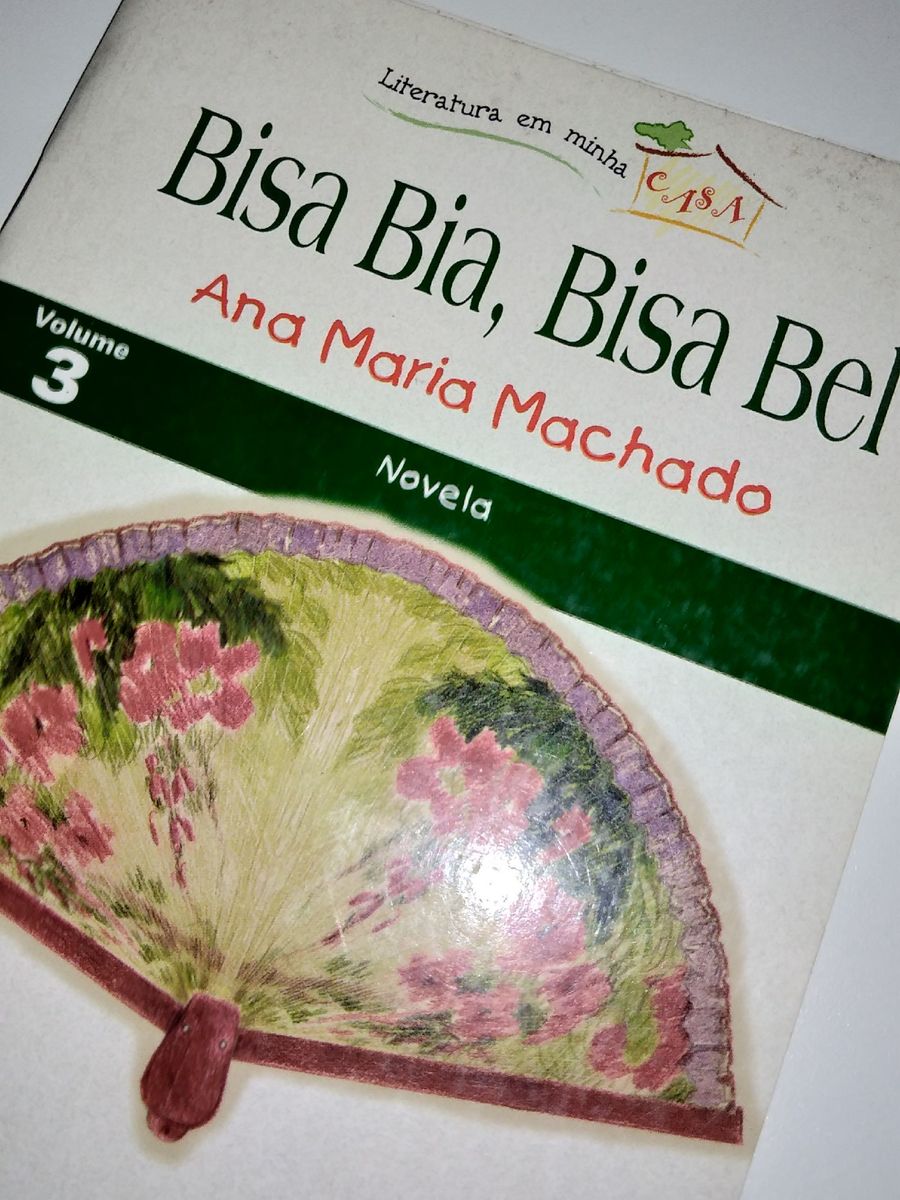 Literatura em minha
CASA
Bisa Bia, Bisa Bel
Ana Maria Machado
Volume
3
Novela